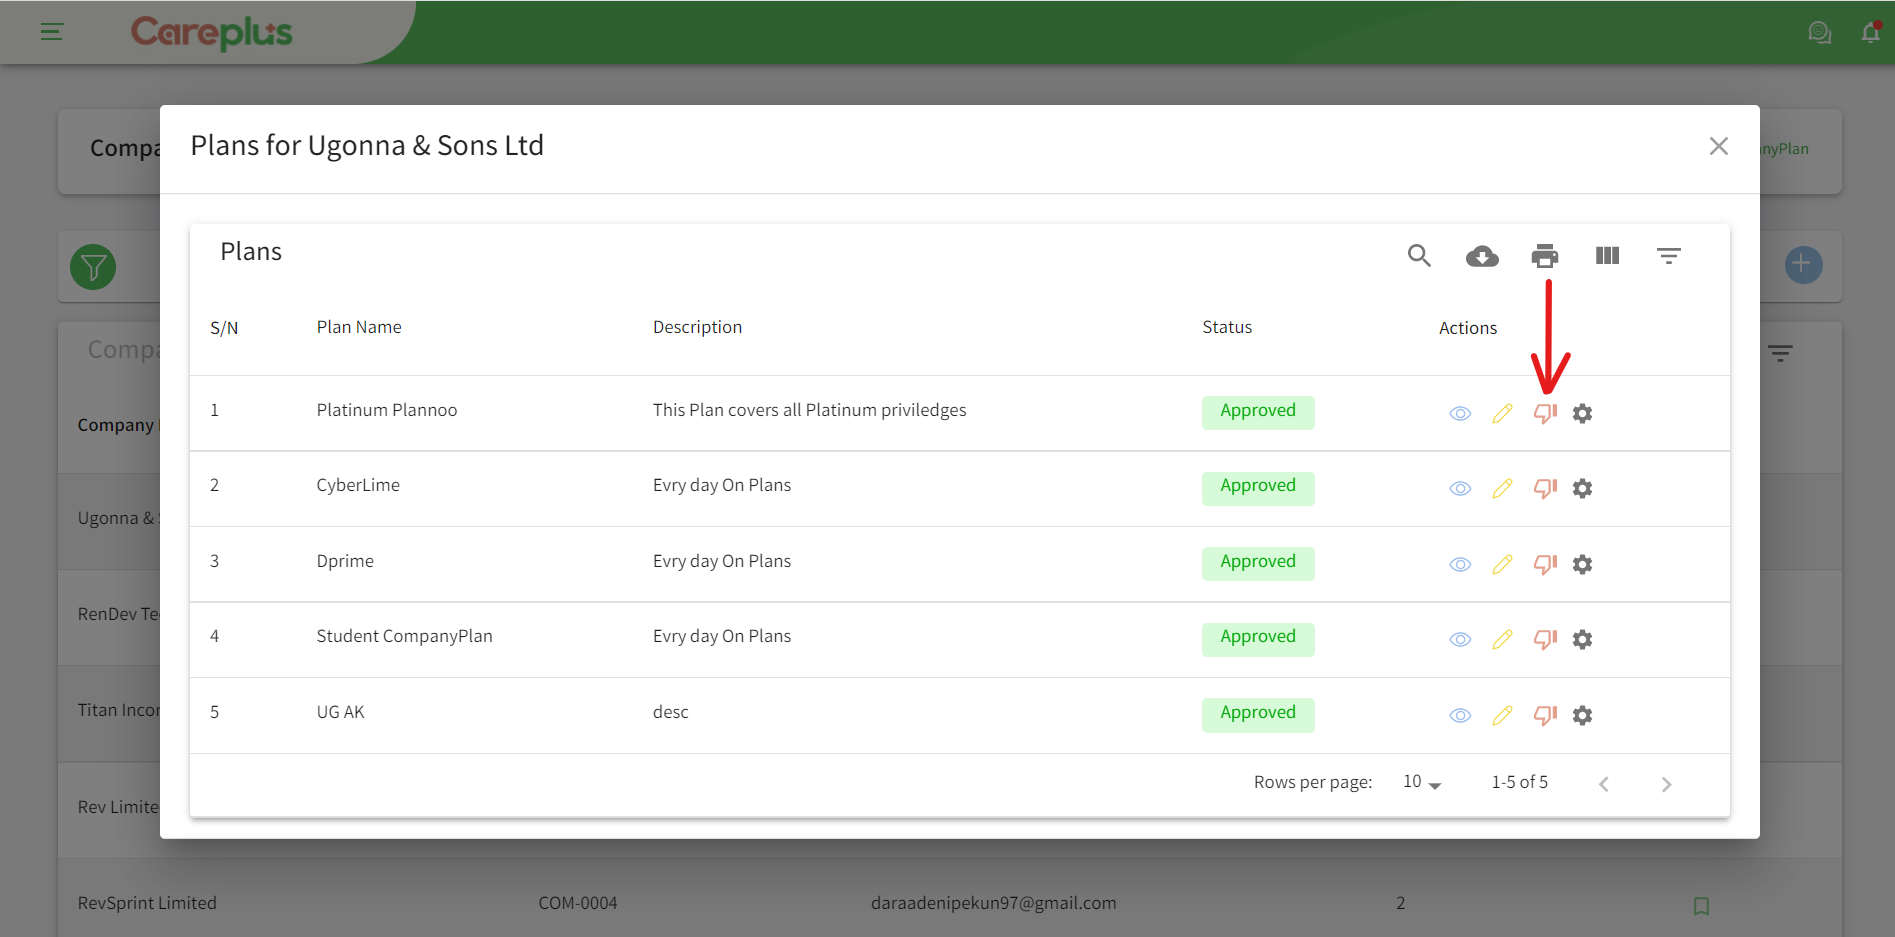 Careplus
Compa
nyPlan
Plans for Ugonna & Sons Ltd
Plans
S/N Plan Name Description Status Actions
1 Platinum Plannoo This Plan covers all Platinum priviledges Approved
2 CyberLime Evry day On Plans Approved
3 Dprime Evry day On Plans Approved
4 Student CompanyPlan Evry day On Plans Approved
5 UG AK desc Approved
Rows per page: 10 1-5 of 5
Compa
Company
Ugonna &
RenDev Te
Titan Incor
Rev Limite
RevSprint Limited COM-0004 daraadenipekun97@gmail.com 2